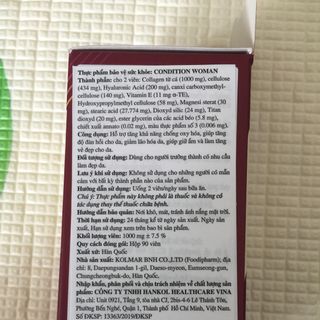 Thực phẩm bảo vệ sức khỏe: CONDITION WOMAN
Thành phần: cho 2 viên: Collagen từ cá (1000 mg), cellulose
(434 mg), Hyaluronic Acid (200 mg), canxi carboxymethyl-
cellulose (140 mg), Vitamin E (11 mg α-TE),
Hydroxypropylmethyl cellulose (58 mg), Magnesi sterat (30
mg), stearic acid (27.774 mg), Dioxyd silic (24 mg), Titan
dioxyd (20 mg), ester glycerin của các acid béo (5.8 mg),
chiết xuất annato (0.02 mg), màu thực phẩm số 3 (0.006 mg).
Công dụng: Hỗ trợ tăng khả năng chống oxy hóa, giúp tăng
độ đàn hồi cho da, giảm lão hóa da, giúp giữ ẩm và làm tăng
vẻ đẹp cho da.
Đối tượng sử dụng: Dùng cho người trưởng thành có nhu cầu
làm đẹp da.
Lưu ý khi sử dụng: Không sử dụng cho những người có mẫn
cảm với bất kỳ thành phần nào của sản phẩm.
Hướng dẫn sử dụng: Uống 2 viên/ngày sau bữa ăn.
Chú ý: Thực phẩm này không phải là thuốc và không có
tác dụng thay thế thuốc chữa bệnh.
Hướng dẫn bảo quản: Nơi khô, mát, tránh ánh nắng mặt trời.
Thời hạn sử dụng: 24 tháng kể từ ngày sản xuất. Ngày sản
xuất, Hạn sử dụng xem trên bao bì sản phẩm.
Khối lượng viên: 1000 mg ± 7.5 %
Quy cách đóng gói: Hộp 90 viên
Xuất xứ: Hàn Quốc
Nhà sản xuất: KOLMAR BNH CO.,LTD (Foodipharm); địa
chỉ: 8, Daepungsandan 1-gil, Daeso-myeon, Eumseong-gun,
Chungcheongbuk-do, Hàn Quốc.
Nhập khẩu, phân phối và chịu trách nhiệm về chất lượng sản
phẩm: CÔNG TY TNHH HANKOL HEALTHCARE VINA
Địa chỉ: Unit 0921, Tầng 9, tòa nhà CJ, 2bis-4-6 Lê Thánh Tôn,
Phường Bến Nghé, Quận 1, Thành phố Hồ Chí Minh, Việt Nam.
Số ĐKSP: 13363/2019/ĐKSP